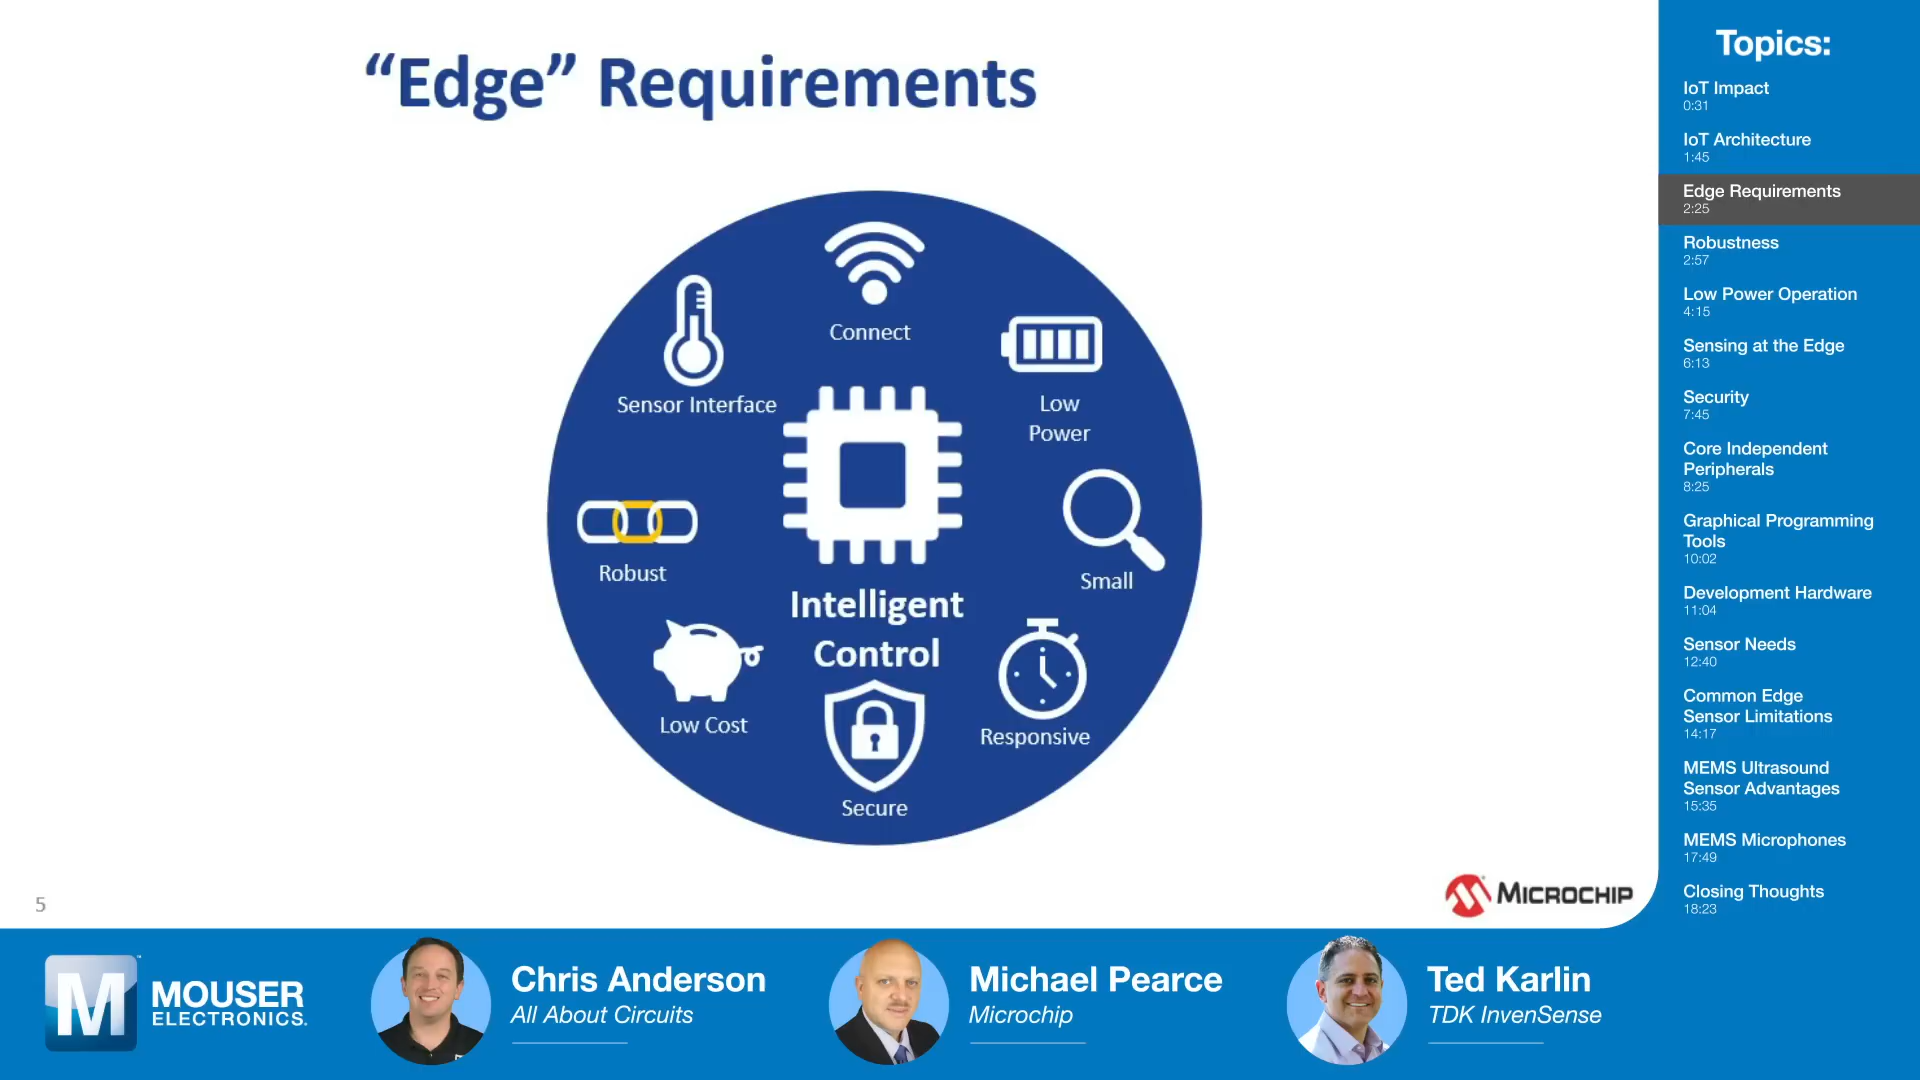 “Edge” Requirements
Connect
Sensor Interface
Low
Power
Robust
Small
Intelligent
Control
Low Cost
Responsive
Secure
5
MICROCHIP
Topics:
IoT Impact
0:31
IoT Architecture
1:45
Edge Requirements
2:25
Robustness
2:57
Low Power Operation
4:15
Sensing at the Edge
6:13
Security
7:45
Core Independent
Peripherals
8:25
Graphical Programming
Tools
10:02
Development Hardware
11:04
Sensor Needs
12:40
Common Edge
Sensor Limitations
14:17
MEMS Ultrasound
Sensor Advantages
15:35
MEMS Microphones
17:49
Closing Thoughts
18:23
M
MOUSER
ELECTRONICS.
Chris Anderson
All About Circuits
Michael Pearce
Microchip
Ted Karlin
TDK InvenSense